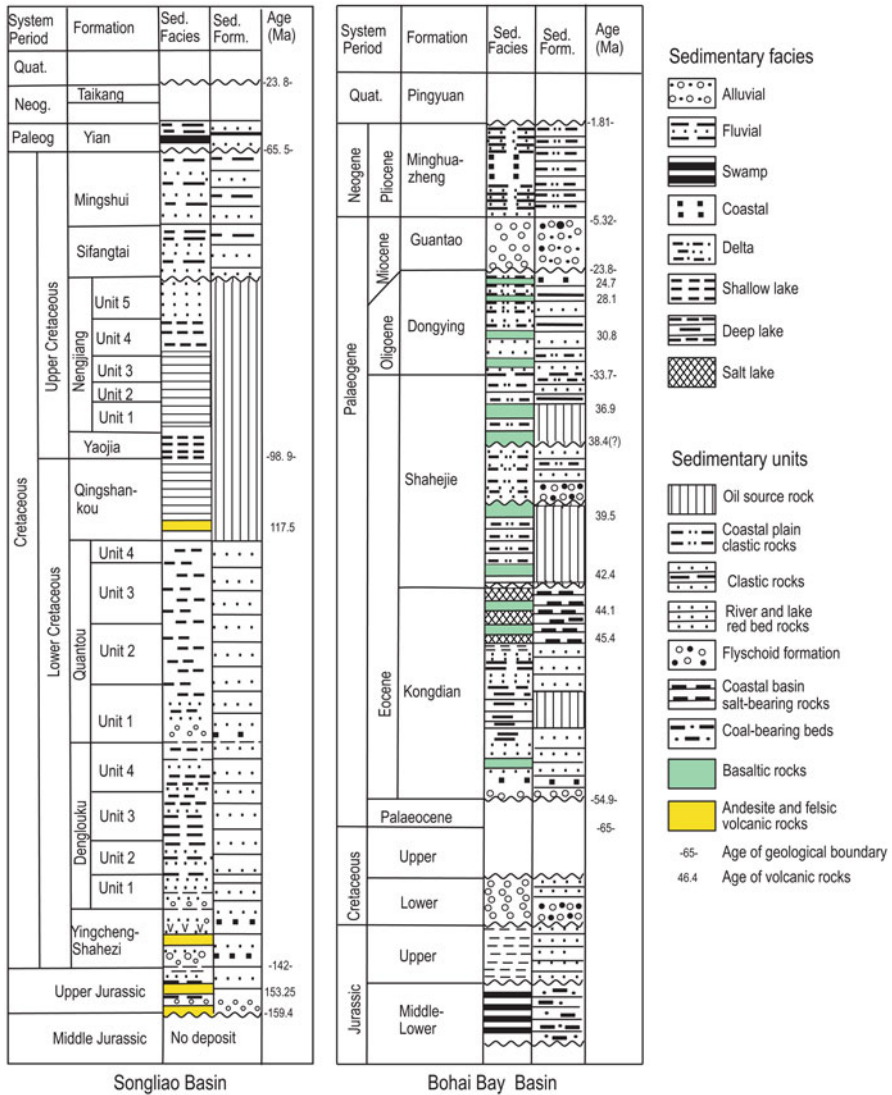 System
Period
Formation
Sed.
Facies
Sed.
Form.
Age
(Ma)
Quat.
-23.8-
Neog.
Taikang
Paleog
Yian
-65.5-
Cretaceous
Upper Cretaceous
Mingshui
Sifangtai
Nengjiang
Unit 5
Unit 4
Unit 3
Unit 2
Unit 1
Yaojia
-98.9-
Lower Cretaceous
Qingshan-
kou
117.5
Quantou
Unit 4
Unit 3
Unit 2
Unit 1
Denglouku
Unit 4
Unit 3
Unit 2
Unit 1
Yingcheng-
Shahezi
V V V
-142-
Upper Jurassic
153.25
-159.4
Middle Jurassic
No deposit
Songliao Basin
System
Period
Formation
Sed.
Facies
Sed.
Form.
Age
(Ma)
Quat.
Pingyuan
-1.81-
Neogene
Pliocene
Minghua-
zheng
-5.32-
Palaeogene
Miocene
Guantao
-23.8-
24.7
28.1
Oligoene
Dongying
30.8
-33.7-
36.9
38.4(?)
Eocene
Shahejie
39.5
42.4
44.1
45.4
Kongdian
-54.9-
Palaeocene
-65-
Cretaceous
Upper
Lower
Jurassic
Upper
Middle-
Lower
Bohai Bay Basin
Sedimentary facies
Alluvial
Fluvial
Swamp
Coastal
Delta
Shallow lake
Deep lake
Salt lake
Sedimentary units
Oil source rock
Coastal plain
clastic rocks
Clastic rocks
River and lake
red bed rocks
Flyschoid formation
Coastal basin
salt-bearing rocks
Coal-bearing beds
Basaltic rocks
Andesite and felsic
volcanic rocks
-65- Age of geological boundary
46.4 Age of volcanic rocks